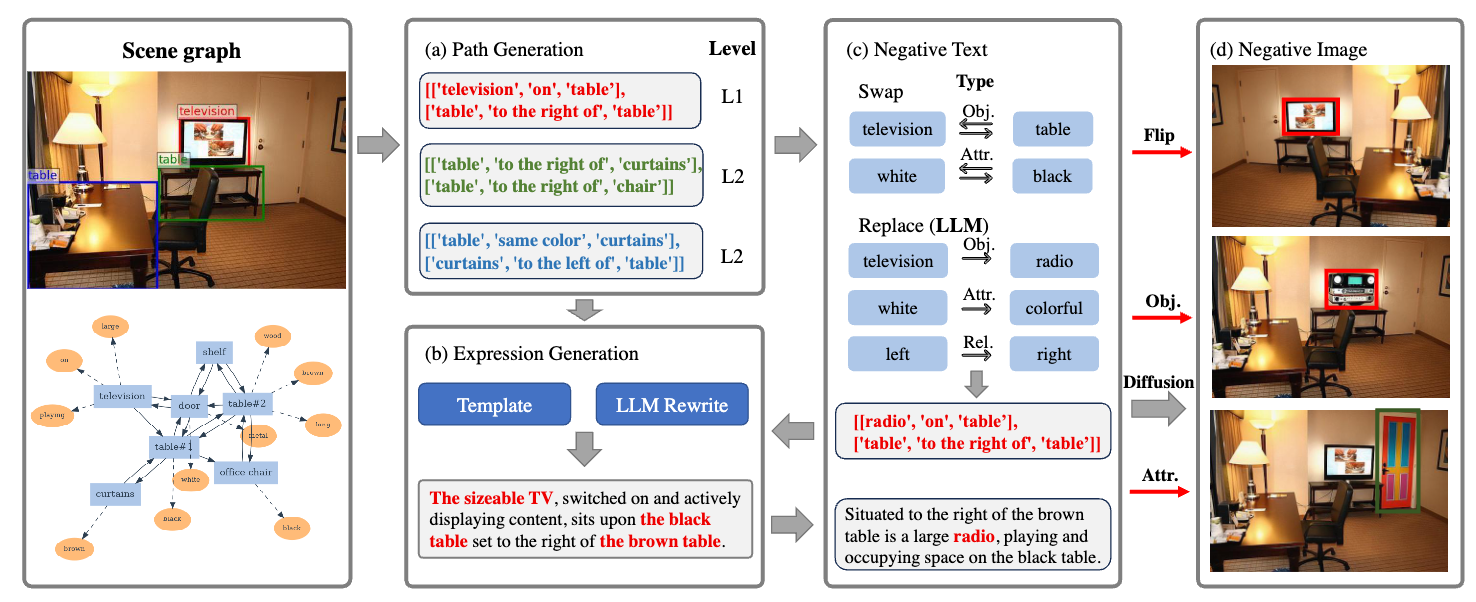 Scene graph
television
table
table
large
on
playing
television
shelf
door
table#2
wood
brown
long
metal
table#1
white
office chair
curtains
black
black
brown
(a) Path Generation
Level
[['television', 'on', 'table'],
['table', 'to the right of', 'table']]
L1
[['table', 'to the right of', 'curtains'],
['table', 'to the right of', 'chair']]
L2
[['table', 'same color', 'curtains'],
['curtains', 'to the left of', 'table']]
L2
(b) Expression Generation
Template
LLM Rewrite
The sizeable TV, switched on and actively
displaying content, sits upon the black
table set to the right of the brown table.
(c) Negative Text
Type
Swap
television
Obj.
table
white
Attr.
black
Replace (LLM)
television
Obj.
radio
white
Attr.
colorful
left
Rel.
right
[[radio', 'on', 'table'],
['table', 'to the right of', 'table']]
Situated to the right of the brown
table is a large radio, playing and
occupying space on the black table.
Flip
Obj.
Diffusion
Attr.
(d) Negative Image